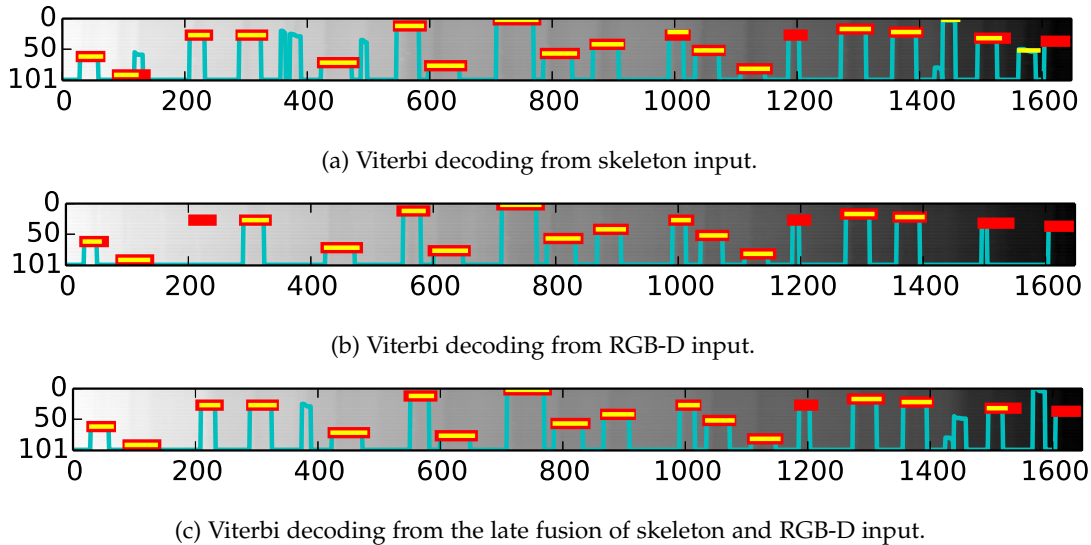 0
50
101
0 200 400 600 800 1000 1200 1400 1600
(a) Viterbi decoding from skeleton input.
0
50
101
0 200 400 600 800 1000 1200 1400 1600
(b) Viterbi decoding from RGB-D input.
0
50
101
0 200 400 600 800 1000 1200 1400 1600
(c) Viterbi decoding from the late fusion of skeleton and RGB-D input.